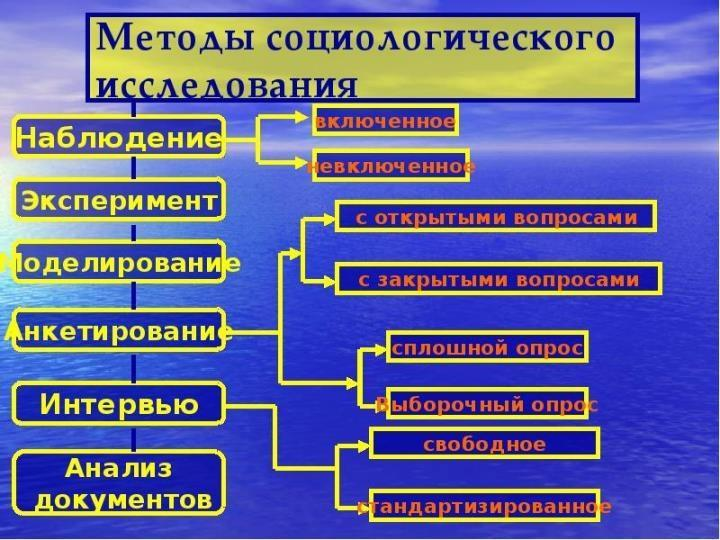 Методы социологического
исследования
Наблюдение
включенное
невключенное
Эксперимент
с открытыми вопросами
Моделирование
с закрытыми вопросами
Анкетирование
сплошной опрос
Выборочный опрос
Интервью
свободное
стандартизированное
Анализ
документов